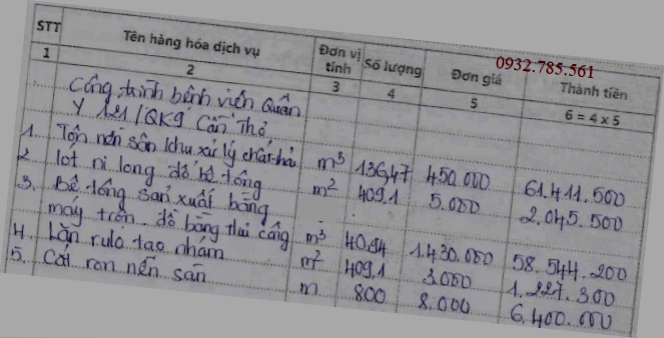 0932.785.561
STT Tên hàng hóa dịch vụ Đơn vị tính Số lượng Đơn giá Thành tiền
1 2 3 4 5 6 = 4 x 5
Công trình bệnh viện Quân
Y 121/QK9 Cần Thơ
1. Tôn nền sân khu xử lý chất thải m³ 136,47 450.000 61.411.500
2. lót ni long đổ bê tông m² 409,1 5.000 2.045.500
3. Bê tông sản xuất bằng
máy trộn đổ bằng thủ công m³ 40,94 1.430.000 58.544.200
4. Lăn rulo tạo nhám m² 409,1 3.000 1.227.300
5. Cắt ron nền sân m 800 8.000 6.400.000